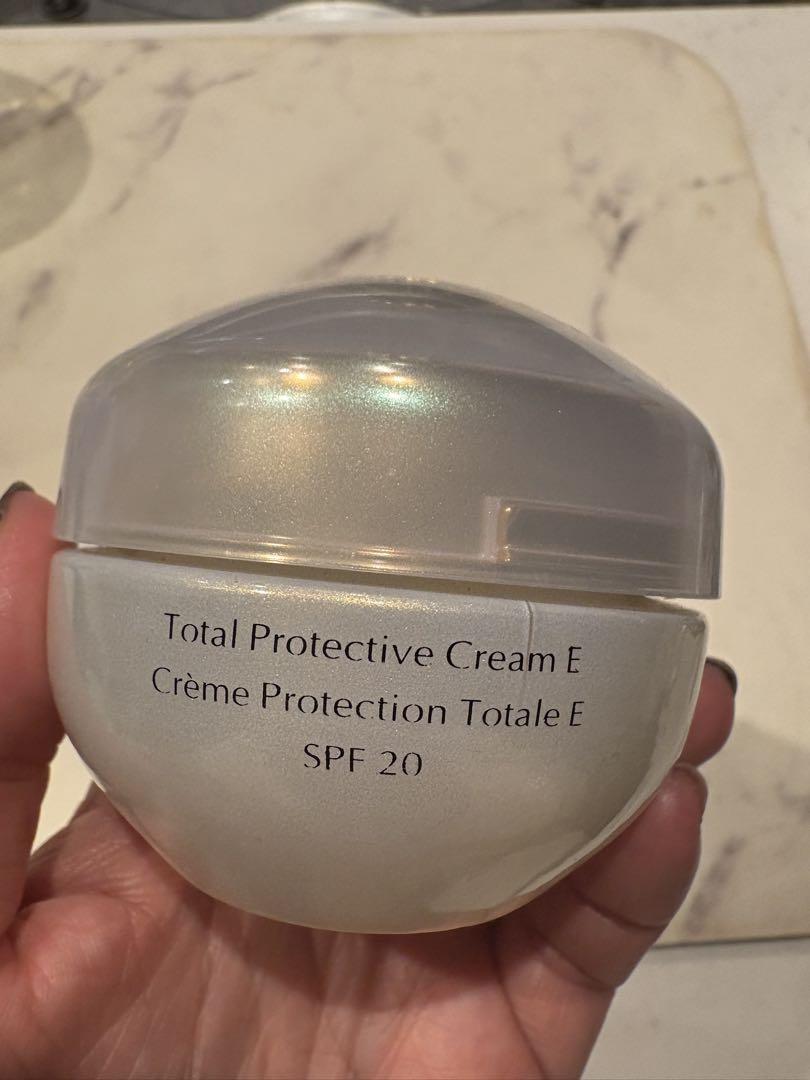 Total Protective Cream E
Crème Protection Totale E
SPF 20